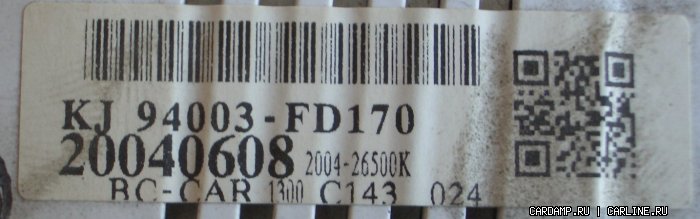 KJ 94003-FD170
20040608 2004-26500K
BC-CAR 1300 C143 024
CARDAMP.RU | CARLINE.RU